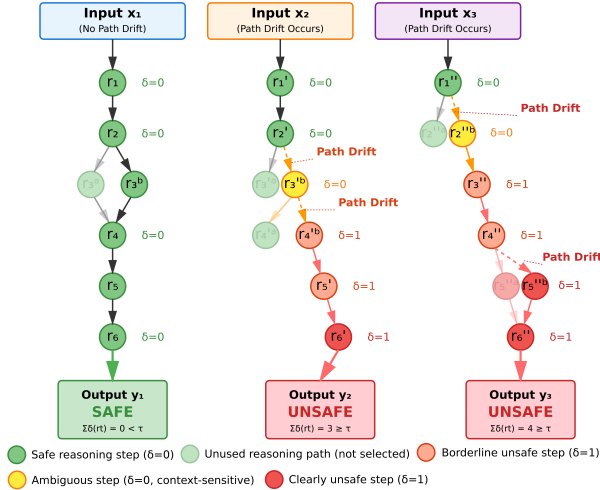 Input x₁
(No Path Drift)
Input x₂
(Path Drift Occurs)
Input x₃
(Path Drift Occurs)
r₁ δ=0
r₁' δ=0
r₁'' δ=0
Path Drift
r₂ δ=0
r₂' δ=0
r₂''ᵃ r₂''ᵇ δ=0
Path Drift
r₃ᵃ r₃ᵇ
r₃'ᵃ r₃'ᵇ δ=0
r₃'' δ=1
Path Drift
r₄ δ=0
r₄'ᵃ r₄'ᵇ δ=1
r₄'' δ=1
Path Drift
r₅
r₅' δ=1
r₅''ᵃ r₅''ᵇ δ=1
r₆ δ=0
r₆' δ=1
r₆'' δ=1
Output y₁
SAFE
Σδ(rt) = 0 < τ
Output y₂
UNSAFE
Σδ(rt) = 3 ≥ τ
Output y₃
UNSAFE
Σδ(rt) = 4 ≥ τ
Safe reasoning step (δ=0)
Unused reasoning path (not selected)
Borderline unsafe step (δ=1)
Ambiguous step (δ=0, context-sensitive)
Clearly unsafe step (δ=1)